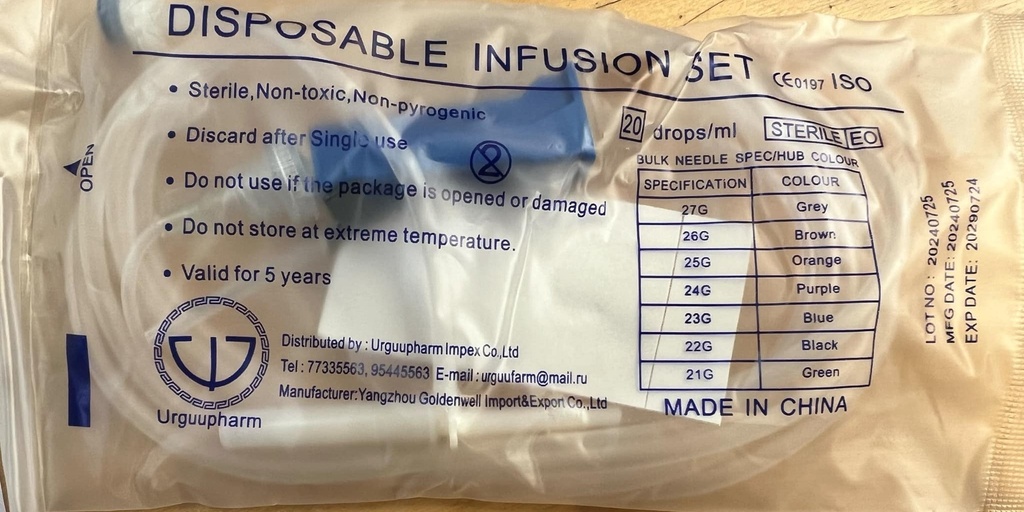 DISPOSABLE INFUSION SET CE0197 ISO
• Sterile,Non-toxic,Non-pyrogenic
• Discard after Single use
2
• Do not use if the package is opened or damaged
• Do not store at extreme temperature.
• Valid for 5 years
OPEN
20 drops/ml STERILE EO
BULK NEEDLE SPEC/HUB COLOUR
SPECIFICATION COLOUR
27G Grey
26G Brown
25G Orange
24G Purple
23G Blue
22G Black
21G Green
MADE IN CHINA
LOT NO : 20240725
MFG DATE: 20240725
EXP DATE: 20290724
Urguupharm
Distributed by : Urguupharm Impex Co.,Ltd
Tel : 77335563, 95445563 E-mail : urguufarm@mail.ru
Manufacturer:Yangzhou Goldenwell Import&Export Co.,Ltd